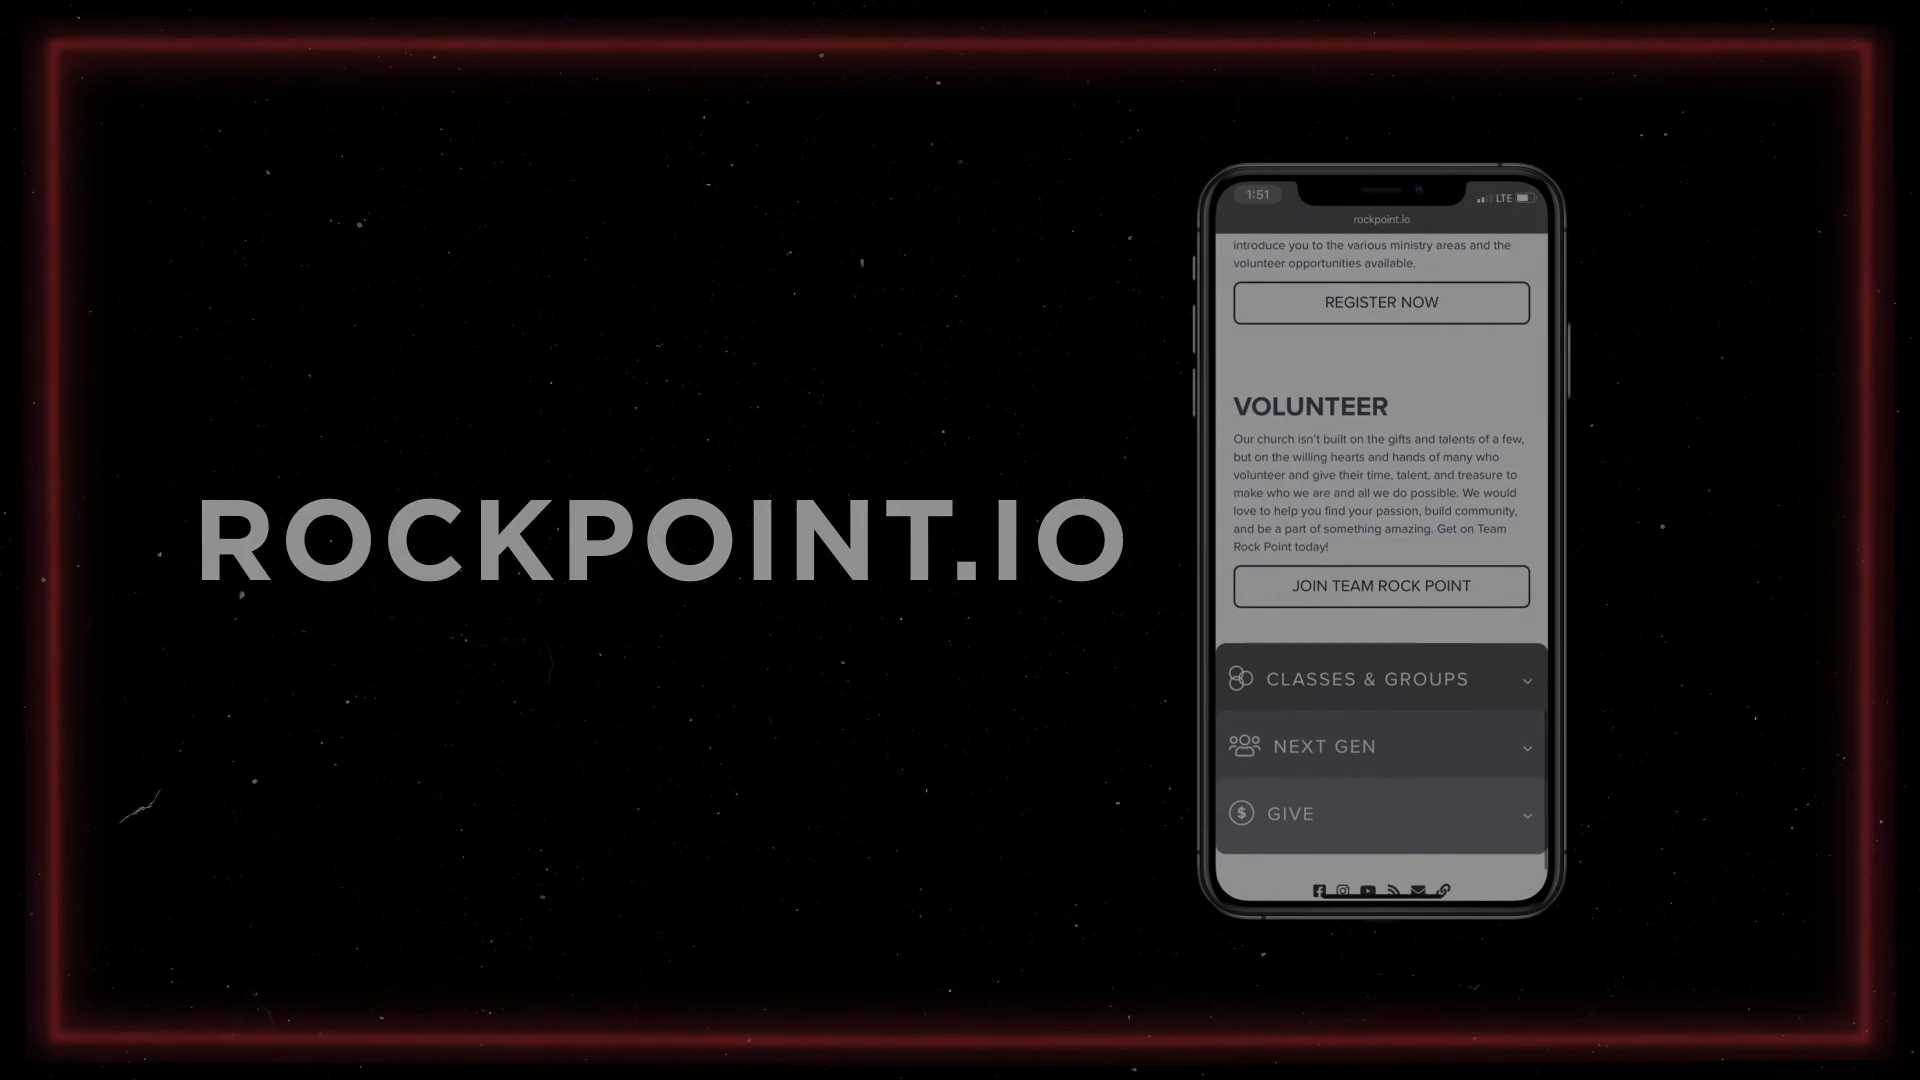 ROCKPOINT.IO
1:51
LTE
rockpoint.io
introduce you to the various ministry areas and the
volunteer opportunities available.
REGISTER NOW
VOLUNTEER
Our church isn't built on the gifts and talents of a few,
but on the willing hearts and hands of many who
volunteer and give their time, talent, and treasure to
make who we are and all we do possible. We would
love to help you find your passion, build community,
and be a part of something amazing. Get on Team
Rock Point today!
JOIN TEAM ROCK POINT
CLASSES & GROUPS
NEXT GEN
$ GIVE